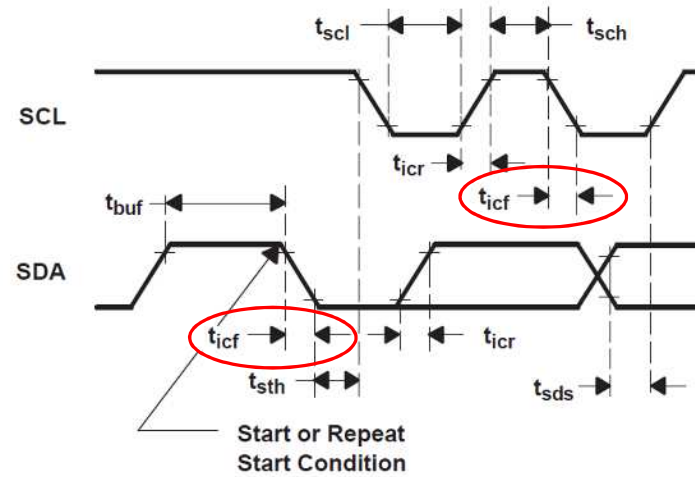 tscl
tsch
SCL
ticr
ticf
tbuf
SDA
ticf
ticr
tsth
tsds
Start or Repeat
Start Condition